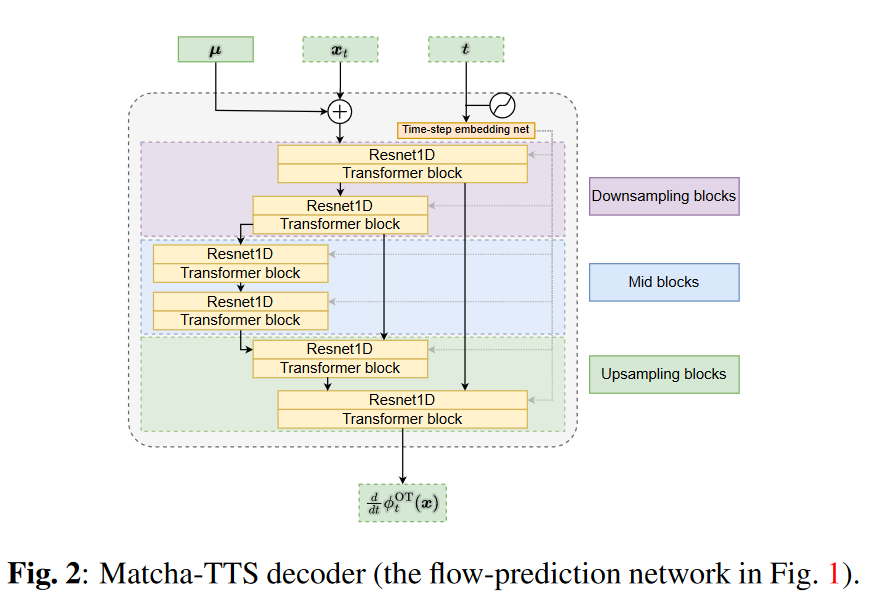 μ
x_t
t
+
Time-step embedding net
Resnet1D
Transformer block
Resnet1D
Transformer block
Resnet1D
Transformer block
Resnet1D
Transformer block
Resnet1D
Transformer block
Resnet1D
Transformer block
Downsampling blocks
Mid blocks
Upsampling blocks
d/dt ϕ_t^OT(x)
Fig. 2: Matcha-TTS decoder (the flow-prediction network in Fig. 1).